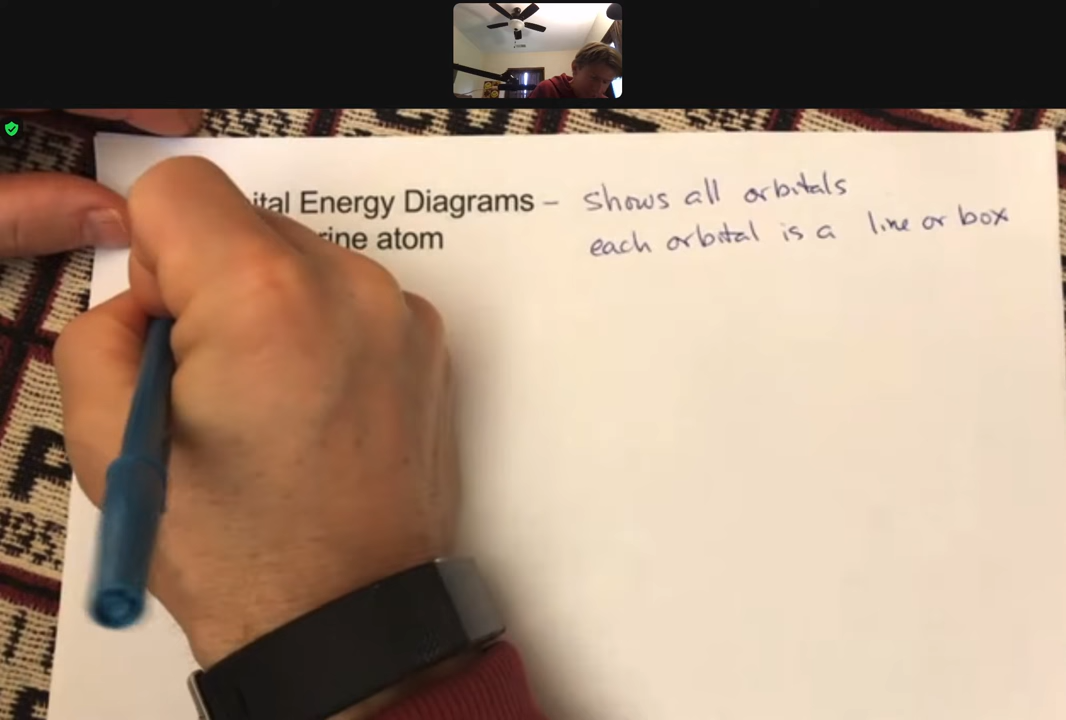 ital Energy Diagrams – shows all orbitals
rine atom each orbital is a line or box